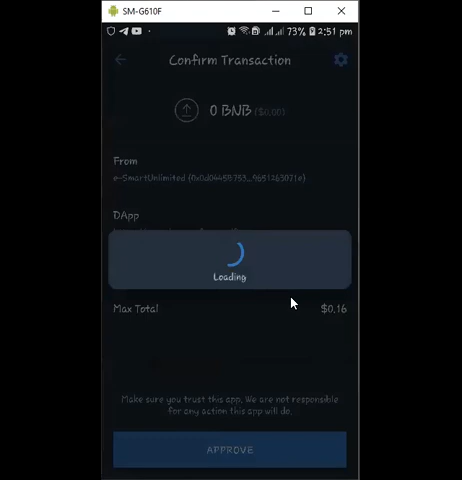 SM-G610F
73% 2:51 pm
Confirm Transaction
0 BNB ($0.00)
From
e-SmartUnlimited
DApp
Loading
Max Total $0.16
Make sure you trust this app. We are not responsible
for any action this app will do.
APPROVE